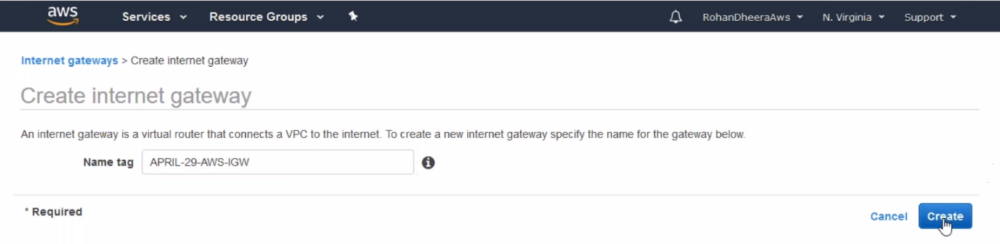 aws Services Resource Groups RohanDheeraAws N. Virginia Support
Internet gateways > Create internet gateway
Create internet gateway
An internet gateway is a virtual router that connects a VPC to the internet. To create a new internet gateway specify the name for the gateway below.
Name tag APRIL-29-AWS-IGW
* Required
Cancel Create